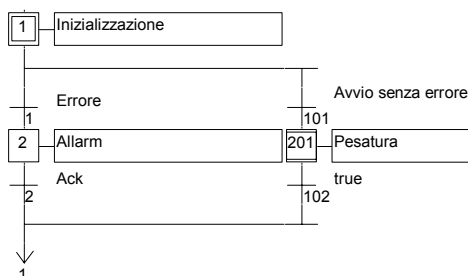 1 Inizializzazione
Errore
Avvio senza errore
1
101
2 Allarm
201 Pesatura
Ack
true
2
102
1